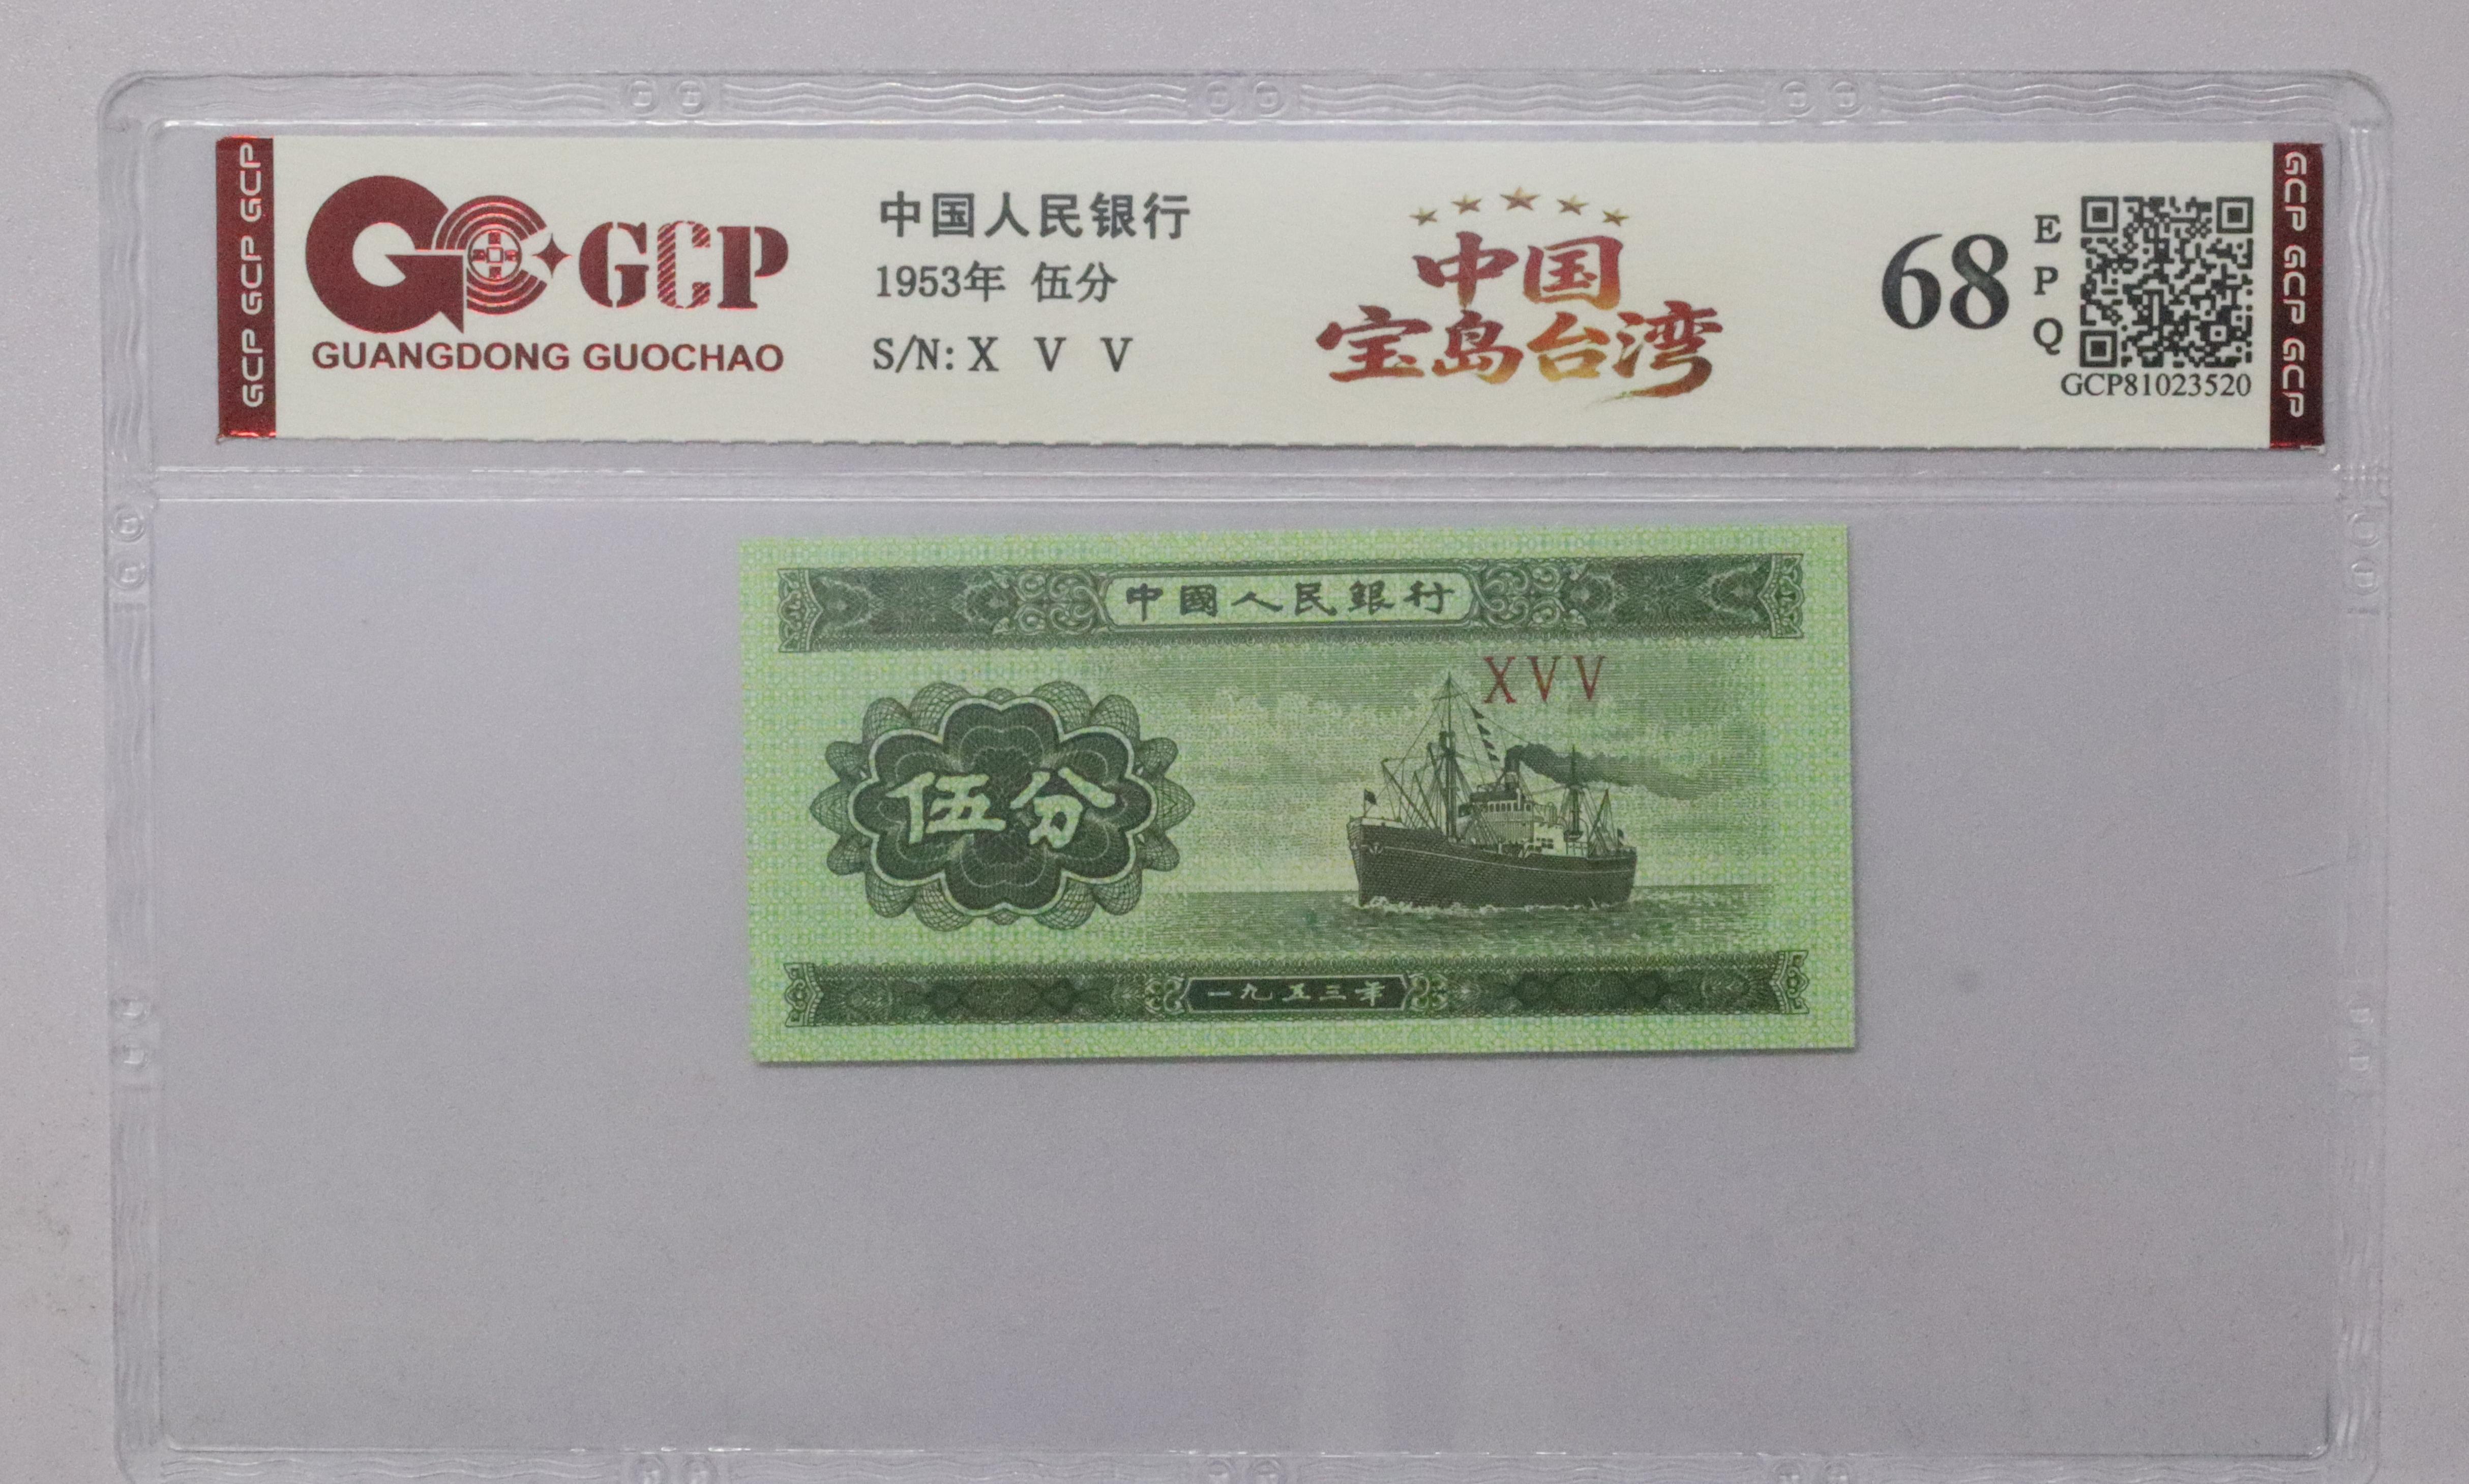 GCP GCP GCP
GCP
GUANGDONG GUOCHAO
中国人民银行
1953年 伍分
S/N: X V V
中国
宝岛台湾
68
E
P
Q
GCP81023520
GCP GCP GCP
中國人民銀行
XVV
伍分
一九五三年